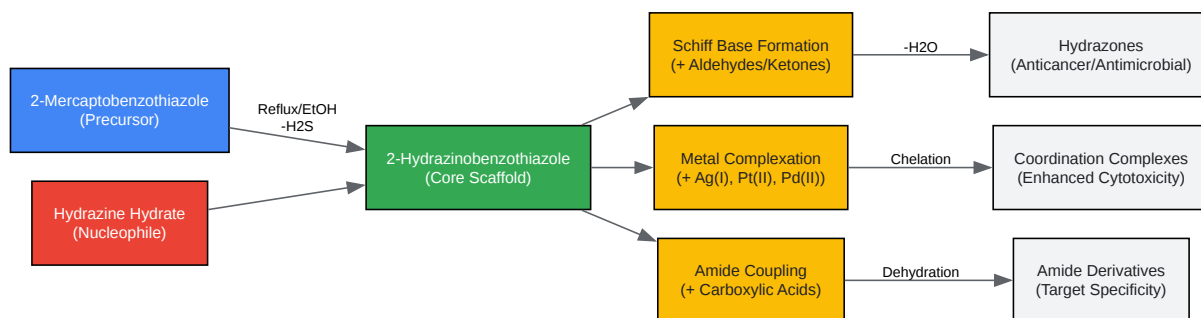 2-Mercaptobenzothiazole
(Precursor)
Hydrazine Hydrate
(Nucleophile)
Reflux/EtOH
-H2S
2-Hydrazinobenzothiazole
(Core Scaffold)
Schiff Base Formation
(+ Aldehydes/Ketones)
-H2O
Hydrazones
(Anticancer/Antimicrobial)
Metal Complexation
(+ Ag(I), Pt(II), Pd(II))
Chelation
Coordination Complexes
(Enhanced Cytotoxicity)
Amide Coupling
(+ Carboxylic Acids)
Dehydration
Amide Derivatives
(Target Specificity)